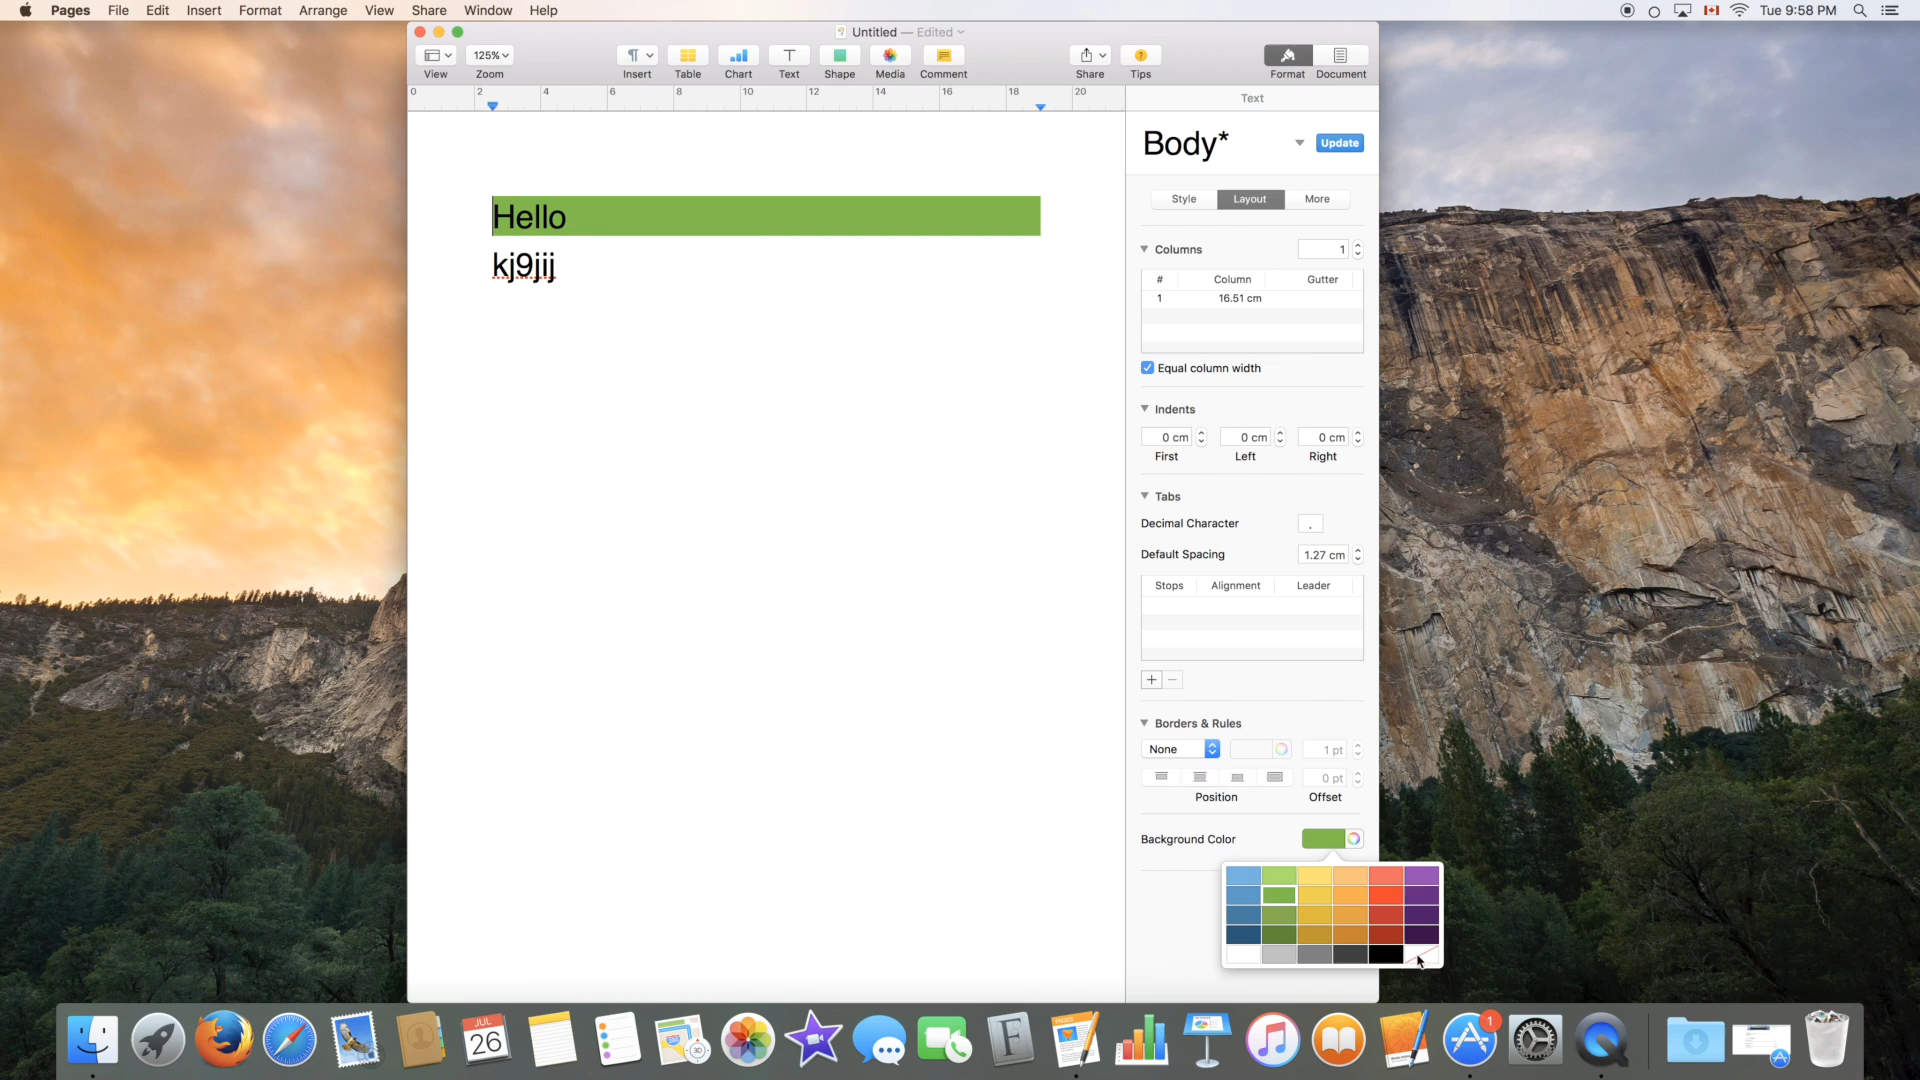 Pages File Edit Insert Format Arrange View Share Window Help
Tue 9:58 PM
Untitled — Edited
125%
View Zoom Insert Table Chart Text Shape Media Comment Share Tips Format Document
0 2 4 6 8 10 12 14 16 18 20
Text
Body*
Update
Hello
kj9jij
Style Layout More
Columns 1
# Column Gutter
1 16.51 cm
Equal column width
Indents
0 cm 0 cm 0 cm
First Left Right
Tabs
Decimal Character .
Default Spacing 1.27 cm
Stops Alignment Leader
Borders & Rules
None 1 pt
0 pt
Position Offset
Background Color
JUL
26
3D
F
PAGES
1